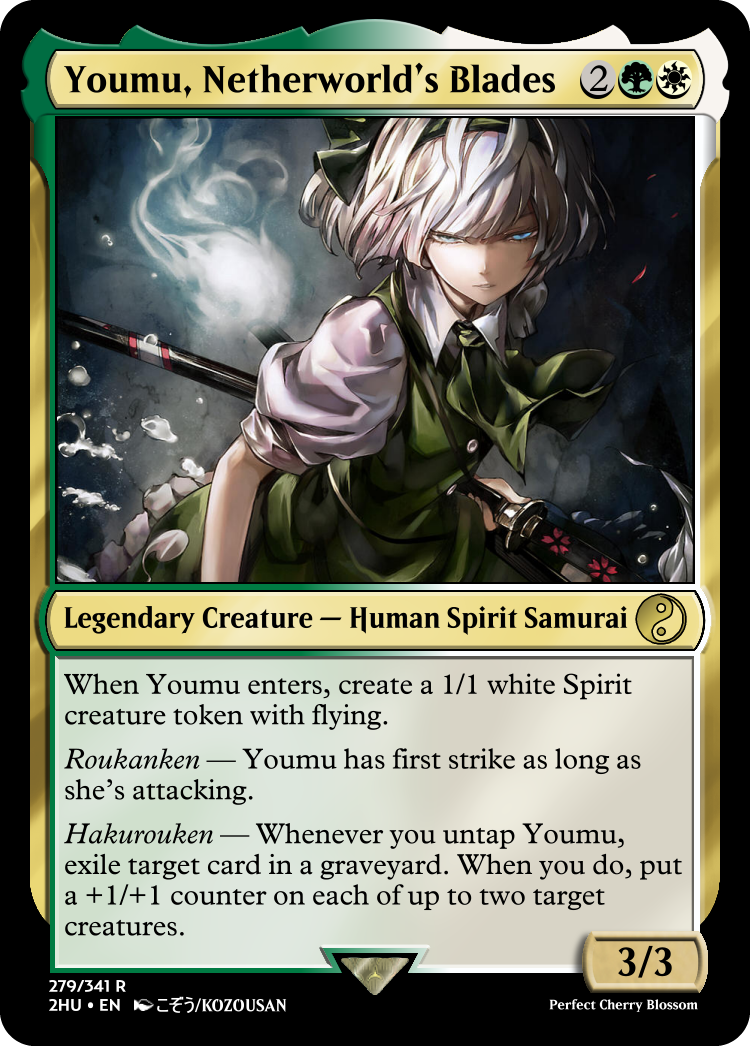 Youmu, Netherworld's Blades 2
Legendary Creature — Human Spirit Samurai
When Youmu enters, create a 1/1 white Spirit
creature token with flying.
Roukanken — Youmu has first strike as long as
she's attacking.
Hakurouken — Whenever you untap Youmu,
exile target card in a graveyard. When you do, put
a +1/+1 counter on each of up to two target
creatures.
3/3
279/341 R
2HU • EN こぞう/KOZOUSAN
Perfect Cherry Blossom